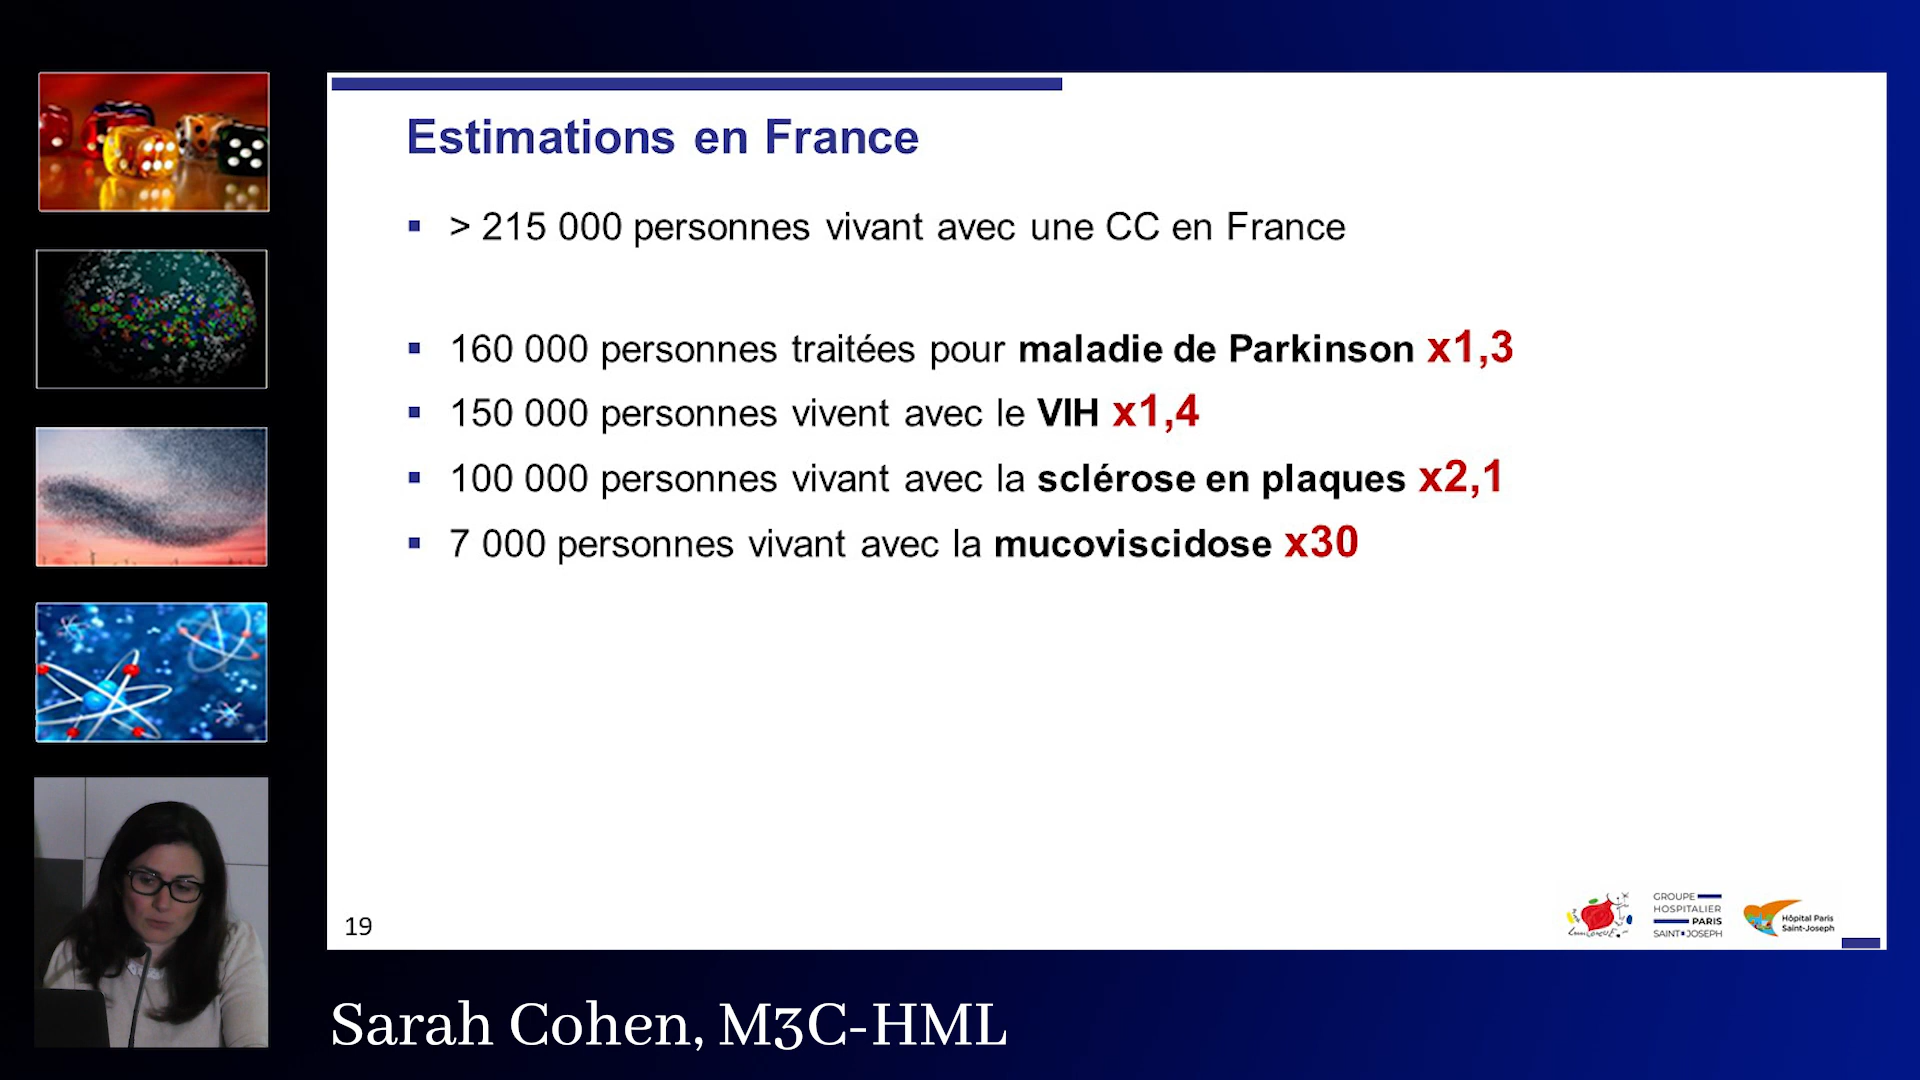 Estimations en France
> 215 000 personnes vivant avec une CC en France
160 000 personnes traitées pour maladie de Parkinson x1,3
150 000 personnes vivent avec le VIH x1,4
100 000 personnes vivant avec la sclérose en plaques x2,1
7 000 personnes vivant avec la mucoviscidose x30
19
GROUPE
HOSPITALIER
PARIS
SAINT JOSEPH
Hôpital Paris
Saint-Joseph
Sarah Cohen, M3C-HML